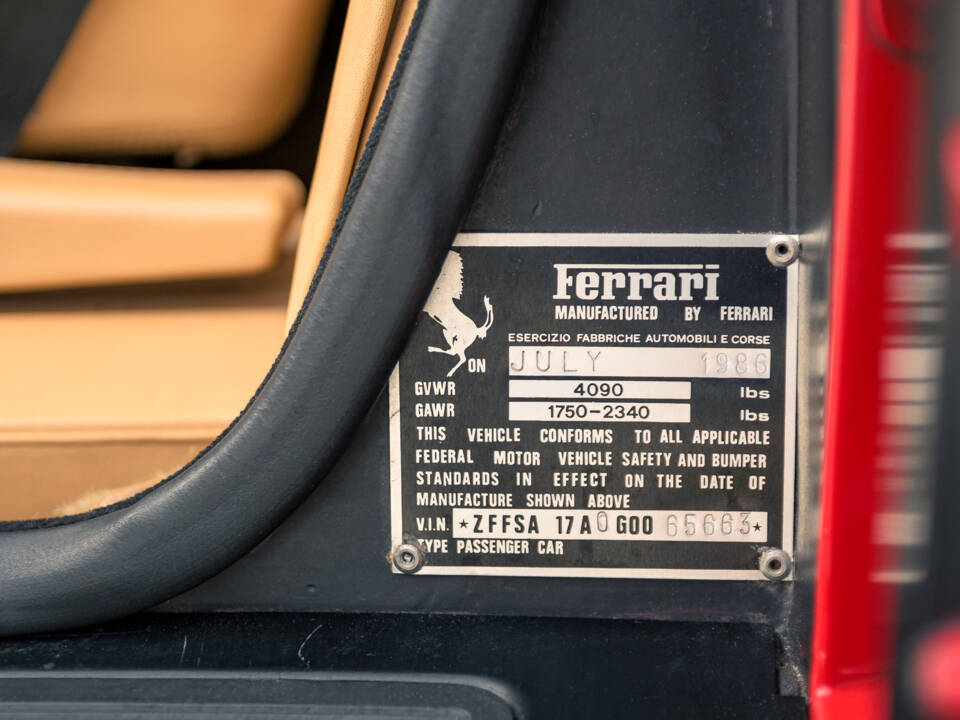 Ferrari
MANUFACTURED BY FERRARI
ESERCIZIO FABBRICHE AUTOMOBILI E CORSE
ON JULY 1986
GVWR 4090 lbs
GAWR 1750-2340 lbs
THIS VEHICLE CONFORMS TO ALL APPLICABLE
FEDERAL MOTOR VEHICLE SAFETY AND BUMPER
STANDARDS IN EFFECT ON THE DATE OF
MANUFACTURE SHOWN ABOVE
V.I.N. ★ZFFSA 17A0G00 65663★
TYPE PASSENGER CAR